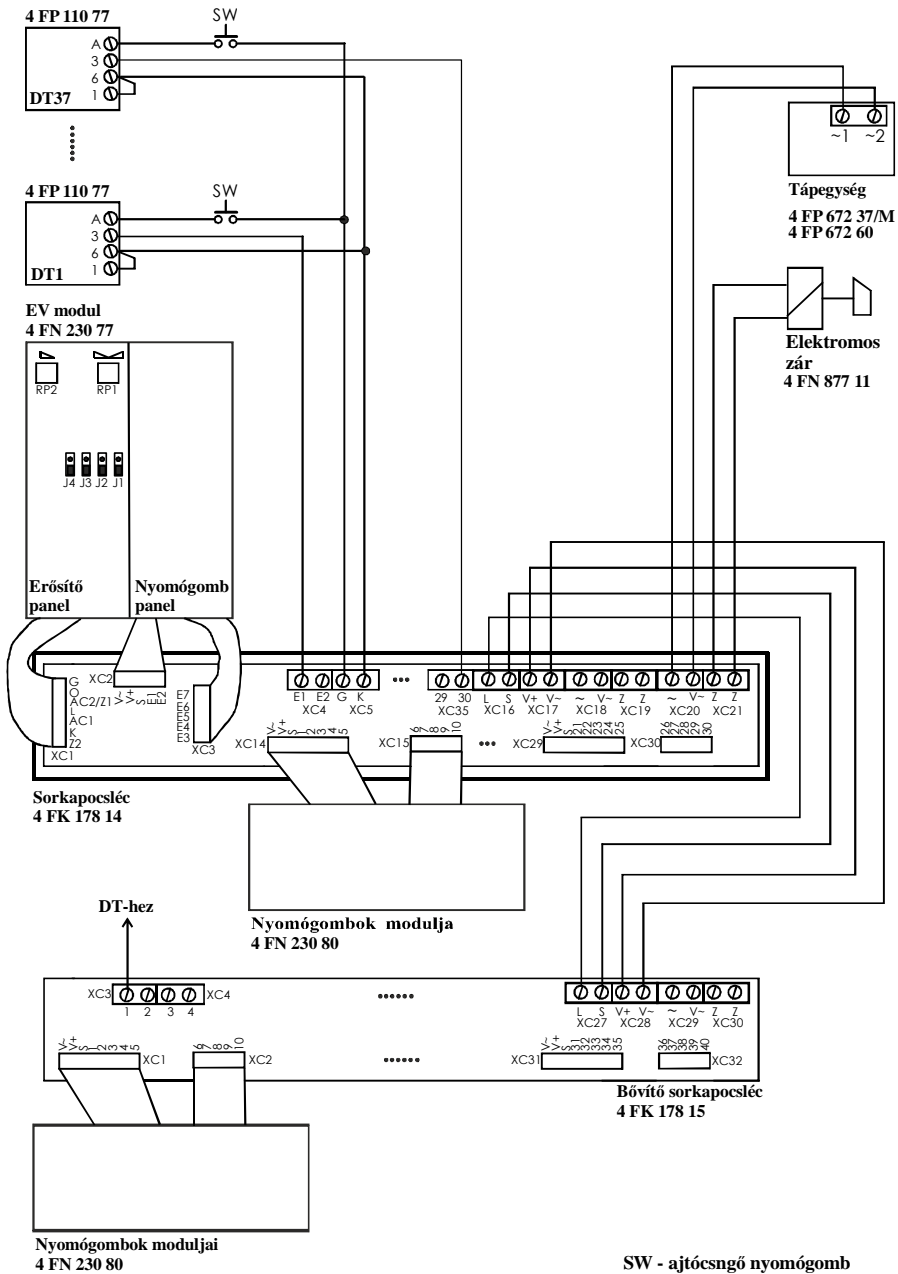 4 FP 110 77
SW
A
3
6
1
DT37
4 FP 110 77
SW
A
3
6
1
DT1
~1 ~2
Tápegység
4 FP 672 37/M
4 FP 672 60
Elektromos
zár
4 FN 877 11
EV modul
4 FN 230 77
RP2 RP1
J4 J3 J2 J1
Erősítő
panel
Nyomógomb
panel
G
O
AC2/Z1
L
AC1
K
Z2
XC1
XC2
V~
V+
S
E1
E2
E7
E6
E5
E4
E3
XC3
E1 E2 G K
XC4 XC5
29 30
XC35
L S V+ V~ ~ V~ Z Z ~ V~ Z Z
XC16 XC17 XC18 XC19 XC20 XC21
XC14
V~
V+
S
1
2
3
4
5
XC15
6
7
8
9
10
XC29
V~
V+
S
21
22
23
24
25
XC30
26
27
28
29
30
Sorkapocsléc
4 FK 178 14
Nyomógombok modulja
4 FN 230 80
DT-hez
XC3 XC4
1 2 3 4
L S V+ V~ ~ V~ Z Z
XC27 XC28 XC29 XC30
V~
V+
S
1
2
3
4
5
XC1
6
7
8
9
10
XC2
XC31
V~
V+
S
31
32
33
34
35
36
37
38
39
40
XC32
Bővítő sorkapocsléc
4 FK 178 15
Nyomógombok moduljai
4 FN 230 80
SW - ajtócsngő nyomógomb